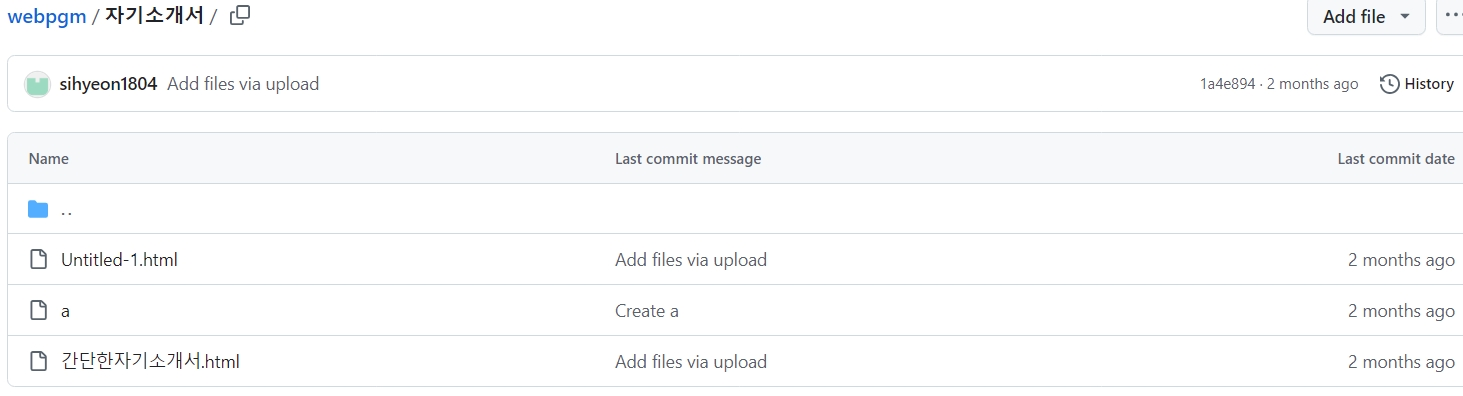 webpgm / 자기소개서 / Add file ...
sihyeon1804 Add files via upload 1a4e894 · 2 months ago History
Name Last commit message Last commit date
..
Untitled-1.html Add files via upload 2 months ago
a Create a 2 months ago
간단한자기소개서.html Add files via upload 2 months ago